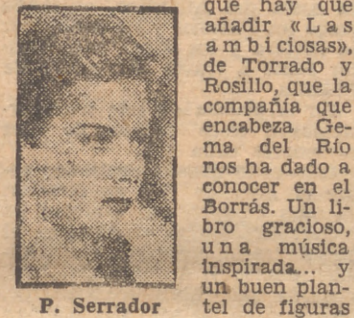 que hay que
añadir «Las
ambiciosas»,
de Torrado y
Rosillo, que la
compañía que
encabeza Ge-
ma del Río
nos ha dado a
conocer en el
Borrás. Un li-
bro gracioso,
una música
inspirada... y
un buen plan-
tel de figuras
P. Serrador